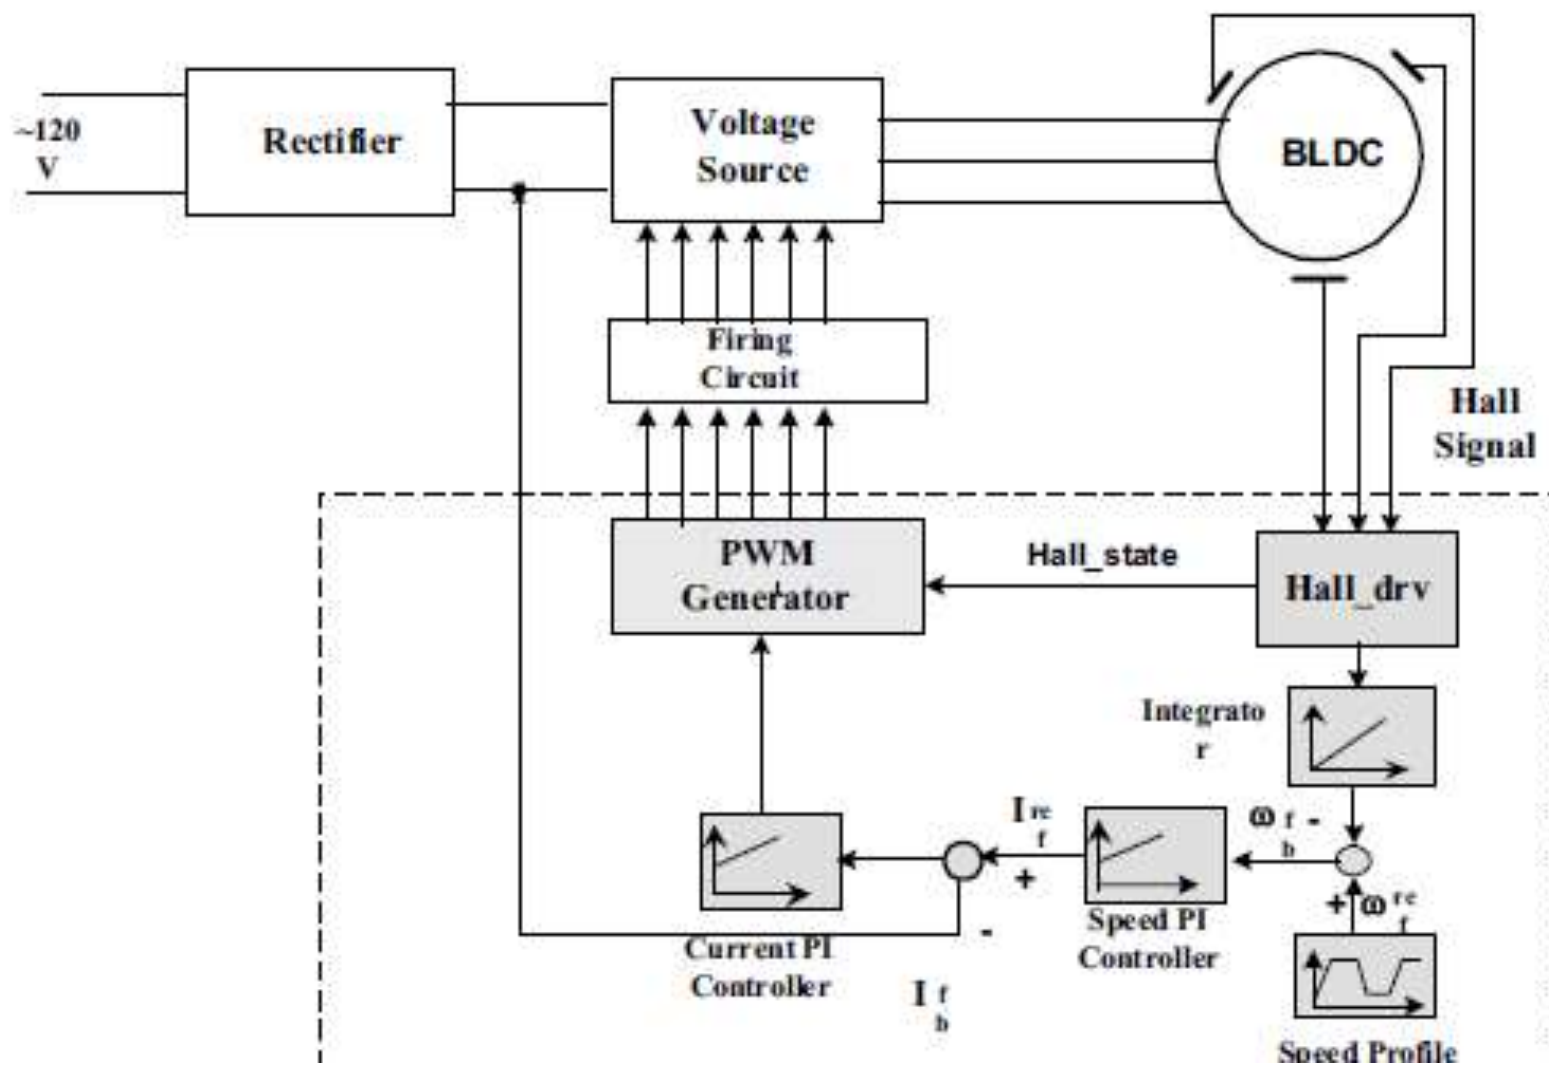 ~120
V
Rectifier
Voltage
Source
BLDC
Firing
Circuit
Hall
Signal
PWM
Generator
Hall_state
Hall_drv
Integrato
r
I re
f
+
ω f -
b
+ ω re
f
Speed PI
Controller
-
Current PI
Controller
I f
b
Speed Profile